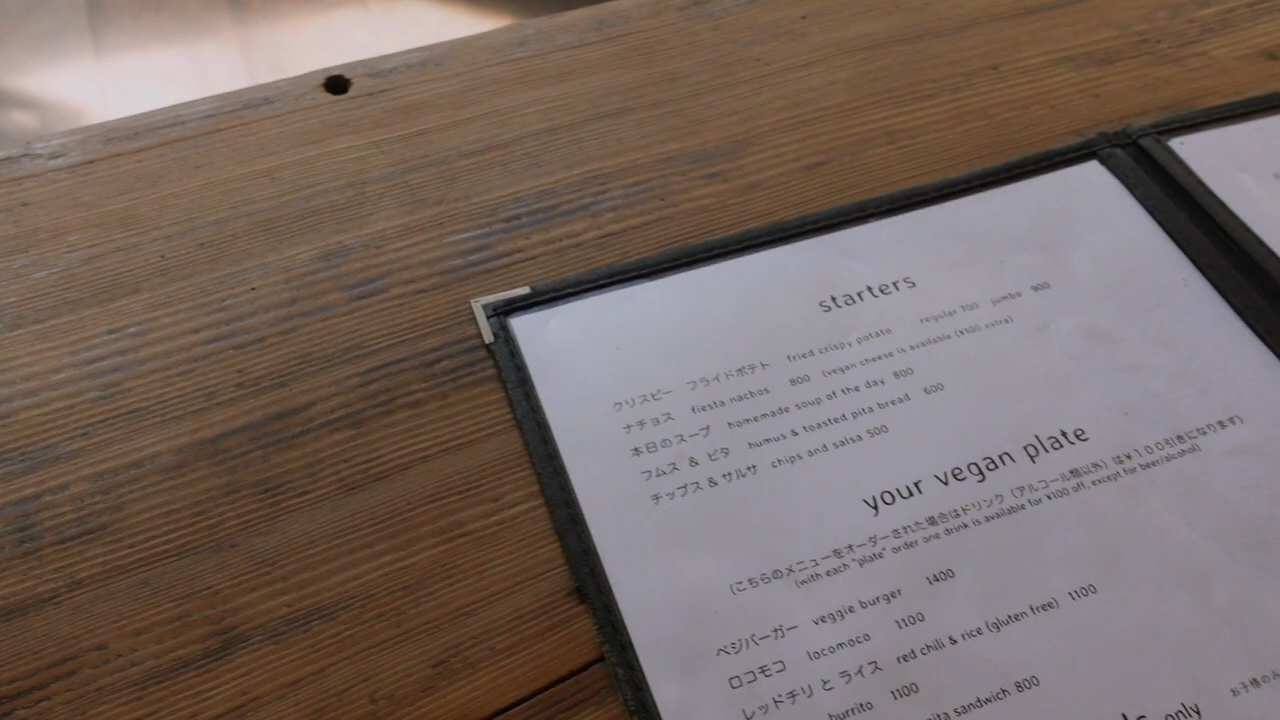 starters
クリスピー フライドポテト fried crispy potato regular 700 jumbo 900
ナチョス fiesta nachos 800 (vegan cheese is available (¥100 extra)
本日のスープ homemade soup of the day 800
フムス & ピタ humus & toasted pita bread 600
チップス & サルサ chips and salsa 500
your vegan plate
(こちらのメニューをオーダーされた場合はドリンク (アルコール類以外) は¥100引きになります)
(with each "plate" order one drink is available for ¥100 off, except for beer/alcohol)
ベジバーガー veggie burger 1400
ロコモコ locomoco 1100
レッドチリ と ライス red chili & rice (gluten free) 1100
burrito 1100
pita sandwich 800
only
お子様のみ